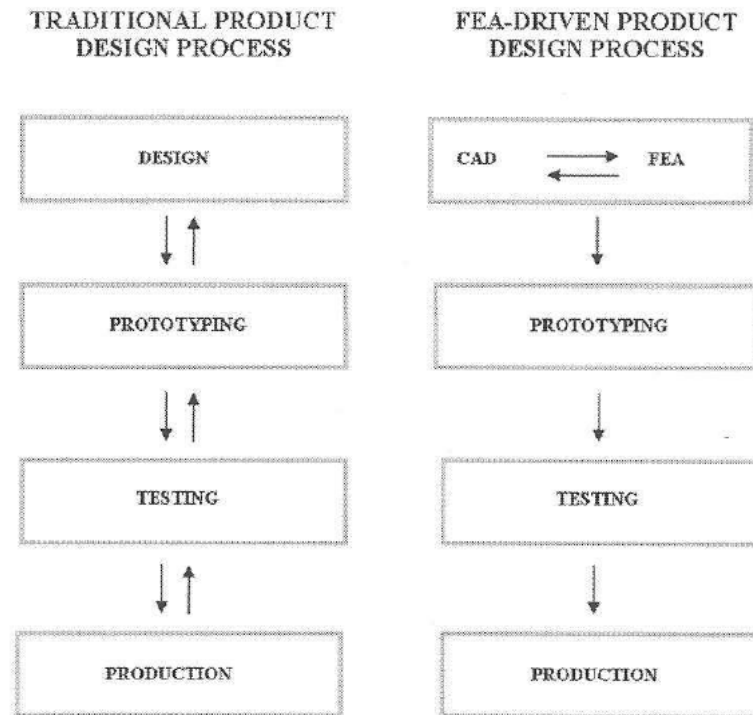 TRADITIONAL PRODUCT
DESIGN PROCESS
DESIGN
PROTOTYPING
TESTING
PRODUCTION
FEA-DRIVEN PRODUCT
DESIGN PROCESS
CAD
FEA
PROTOTYPING
TESTING
PRODUCTION